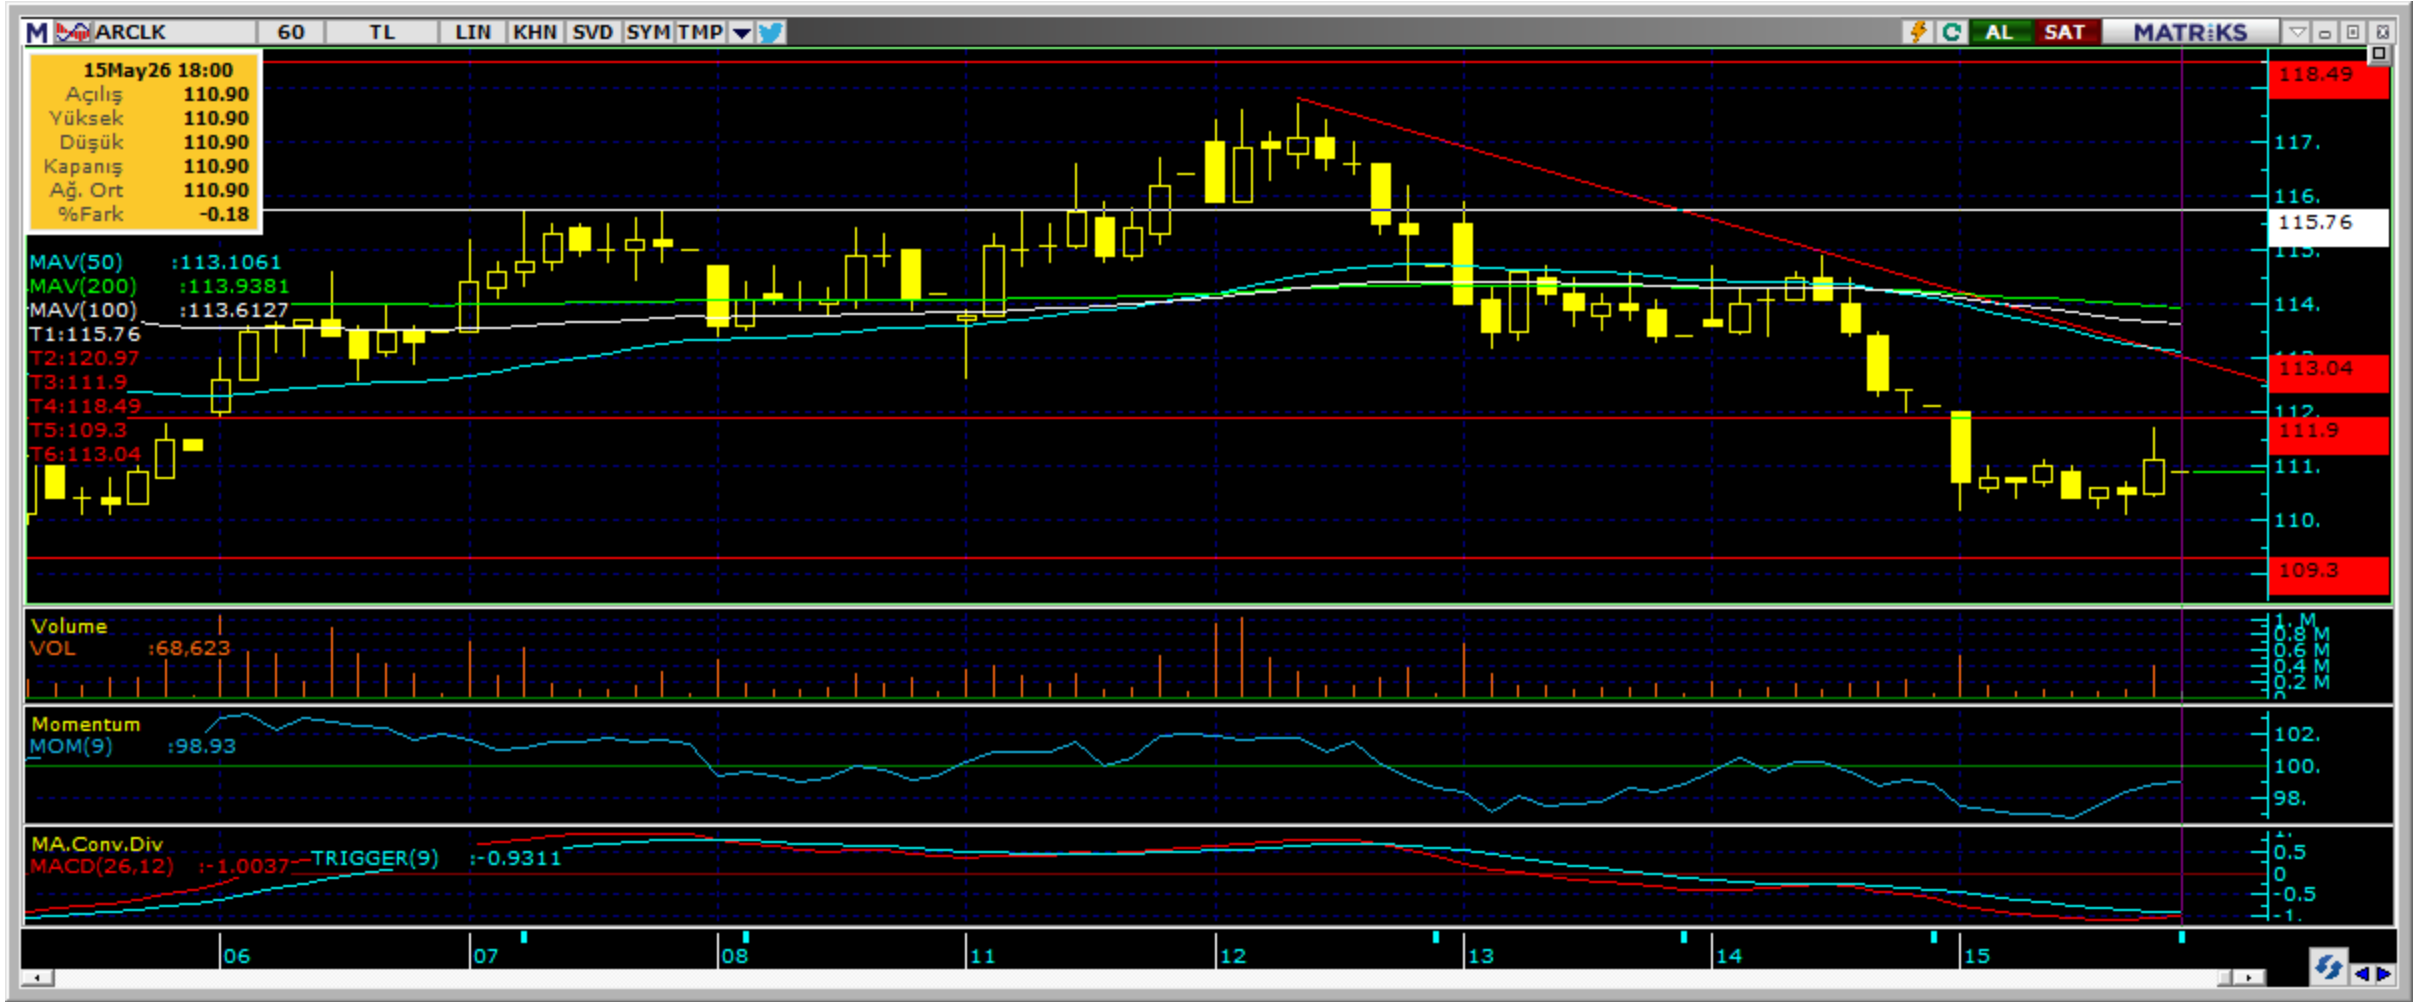 M ARCLK 60 TL LIN KHN SVD SYM TMP AL SAT MATRiKS
15May26 18:00
Açılış 110.90
Yüksek 110.90
Düşük 110.90
Kapanış 110.90
Ağ. Ort 110.90
%Fark -0.18
MAV(50) :113.1061
MAV(200) :113.9381
MAV(100) :113.6127
T1:115.76
T2:120.97
T3:111.9
T4:118.49
T5:109.3
T6:113.04
118.49
117.
116.
115.76
115.
114.
113.04
112.
111.9
111.
110.
109.3
Volume
VOL :68,623
1. M
0.8 M
0.6 M
0.4 M
0.2 M
0
Momentum
MOM(9) :98.93
102.
100.
98.
MA.Conv.Div
MACD(26,12) :-1.0037 TRIGGER(9) :-0.9311
1.
0.5
0
-0.5
-1.
06 07 08 11 12 13 14 15